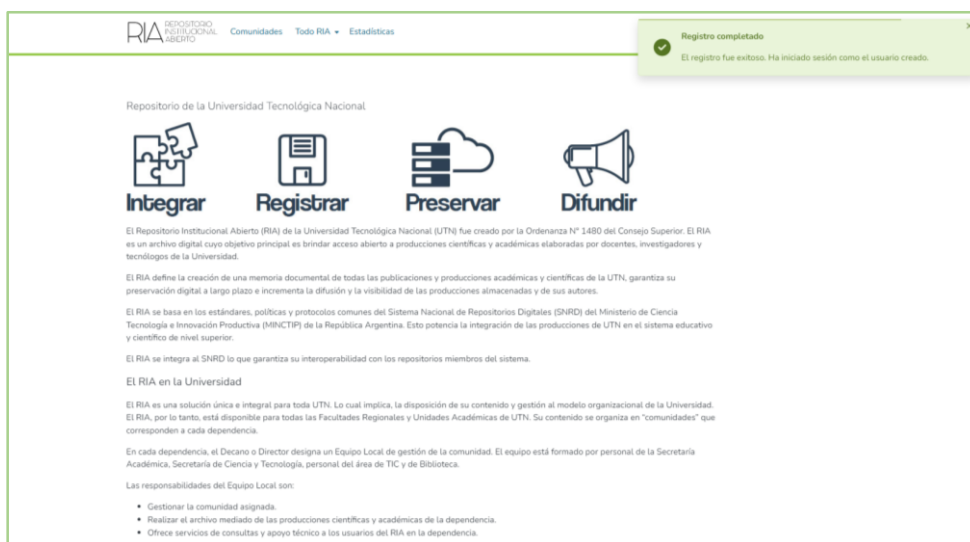 RIA REPOSITORIO
INSTITUCIONAL
ABIERTO
Comunidades Todo RIA Estadísticas
Registro completado
El registro fue exitoso. Ha iniciado sesión como el usuario creado.
Repositorio de la Universidad Tecnológica Nacional
Integrar Registrar Preservar Difundir
El Repositorio Institucional Abierto (RIA) de la Universidad Tecnológica Nacional (UTN) fue creado por la Ordenanza N° 1480 del Consejo Superior. El RIA
es un archivo digital cuyo objetivo principal es brindar acceso abierto a producciones científicas y académicas elaboradas por docentes, investigadores y
tecnólogos de la Universidad.
El RIA define la creación de una memoria documental de todas las publicaciones y producciones académicas y científicas de la UTN, garantiza su
preservación digital a largo plazo e incrementa la difusión y la visibilidad de las producciones almacenadas y de sus autores.
El RIA se basa en los estándares, políticas y protocolos comunes del Sistema Nacional de Repositorios Digitales (SNRD) del Ministerio de Ciencia
Tecnología e Innovación Productiva (MINCTIP) de la República Argentina. Esto potencia la integración de las producciones de UTN en el sistema educativo
y científico de nivel superior.
El RIA se integra al SNRD lo que garantiza su interoperabilidad con los repositorios miembros del sistema.
El RIA en la Universidad
El RIA es una solución única e integral para toda UTN. Lo cual implica, la disposición de su contenido y gestión al modelo organizacional de la Universidad.
El RIA, por lo tanto, está disponible para todas las Facultades Regionales y Unidades Académicas de UTN. Su contenido se organiza en "comunidades" que
corresponden a cada dependencia.
En cada dependencia, el Decano o Director designa un Equipo Local de gestión de la comunidad. El equipo está formado por personal de la Secretaría
Académica, Secretaría de Ciencia y Tecnología, personal del área de TIC y de Biblioteca.
Las responsabilidades del Equipo Local son:
• Gestionar la comunidad asignada.
• Realizar el archivo mediado de las producciones científicas y académicas de la dependencia.
• Ofrece servicios de consultas y apoyo técnico a los usuarios del RIA en la dependencia.